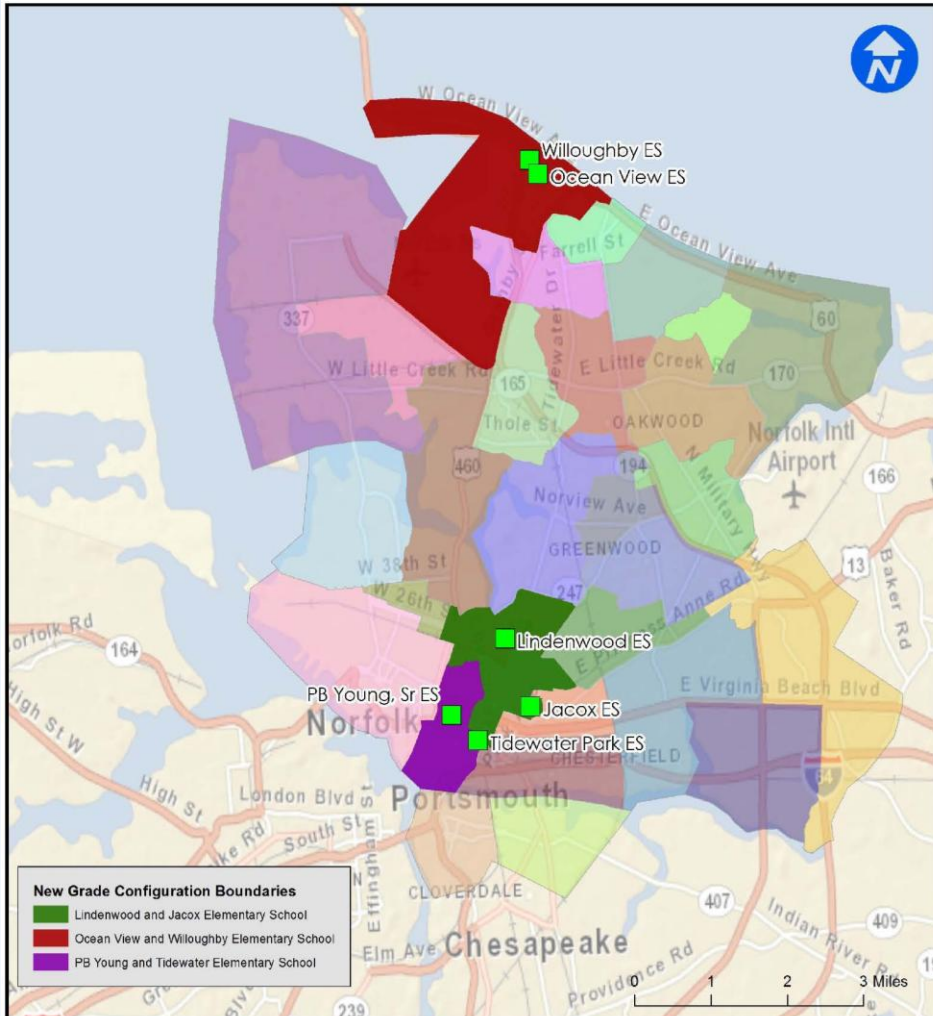 N
W Ocean View Av
Willoughby ES
Ocean View ES
E Ocean View Ave
Farrell St
Tidewater Dr
60
337
W Little Creek Rd
E Little Creek Rd
165
170
Thole St
OAKWOOD
Norfolk Intl
Airport
460
194
N Military Hwy
166
Norview Ave
GREENWOOD
13
Baker Rd
W 38th St
W 26th S
247
E Princess Anne Rd
Lindenwood ES
orfolk Rd
164
E Virginia Beach Blvd
PB Young, Sr ES
Jacox ES
Norfolk
High St W
Tidewater Park ES
CHESTERFIELD
64
High St
London Blvd
Portsmouth
South St
Effingham St
CLOVERDALE
407
409
Indian River Rd
Elm Ave
Chesapeake
Providence Rd
239
New Grade Configuration Boundaries
Lindenwood and Jacox Elementary School
Ocean View and Willoughby Elementary School
PB Young and Tidewater Elementary School
0 1 2 3 Miles